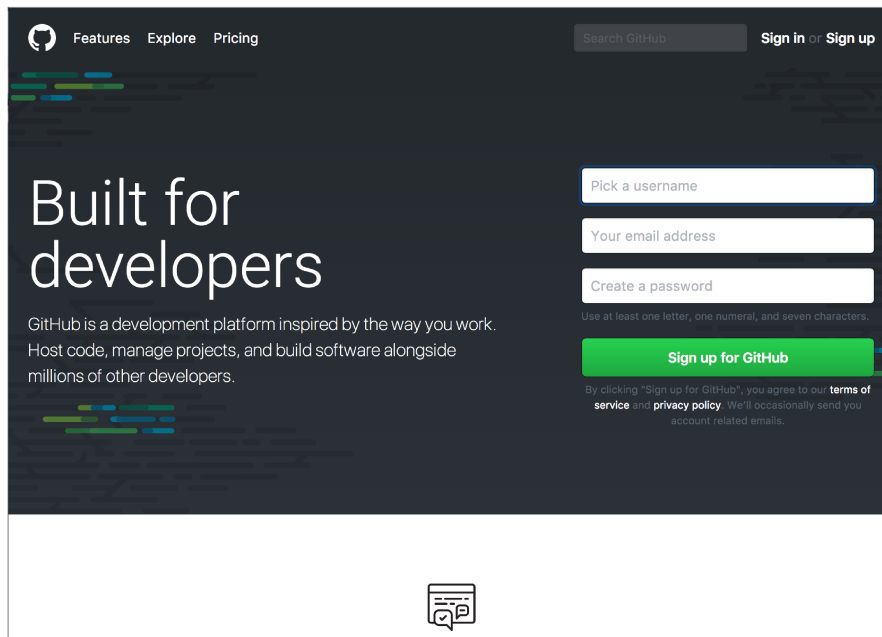 Features Explore Pricing
Search GitHub
Sign in or Sign up
Built for
developers
GitHub is a development platform inspired by the way you work.
Host code, manage projects, and build software alongside
millions of other developers.
Pick a username
Your email address
Create a password
Use at least one letter, one numeral, and seven characters.
Sign up for GitHub
By clicking "Sign up for GitHub", you agree to our terms of
service and privacy policy. We'll occasionally send you
account related emails.